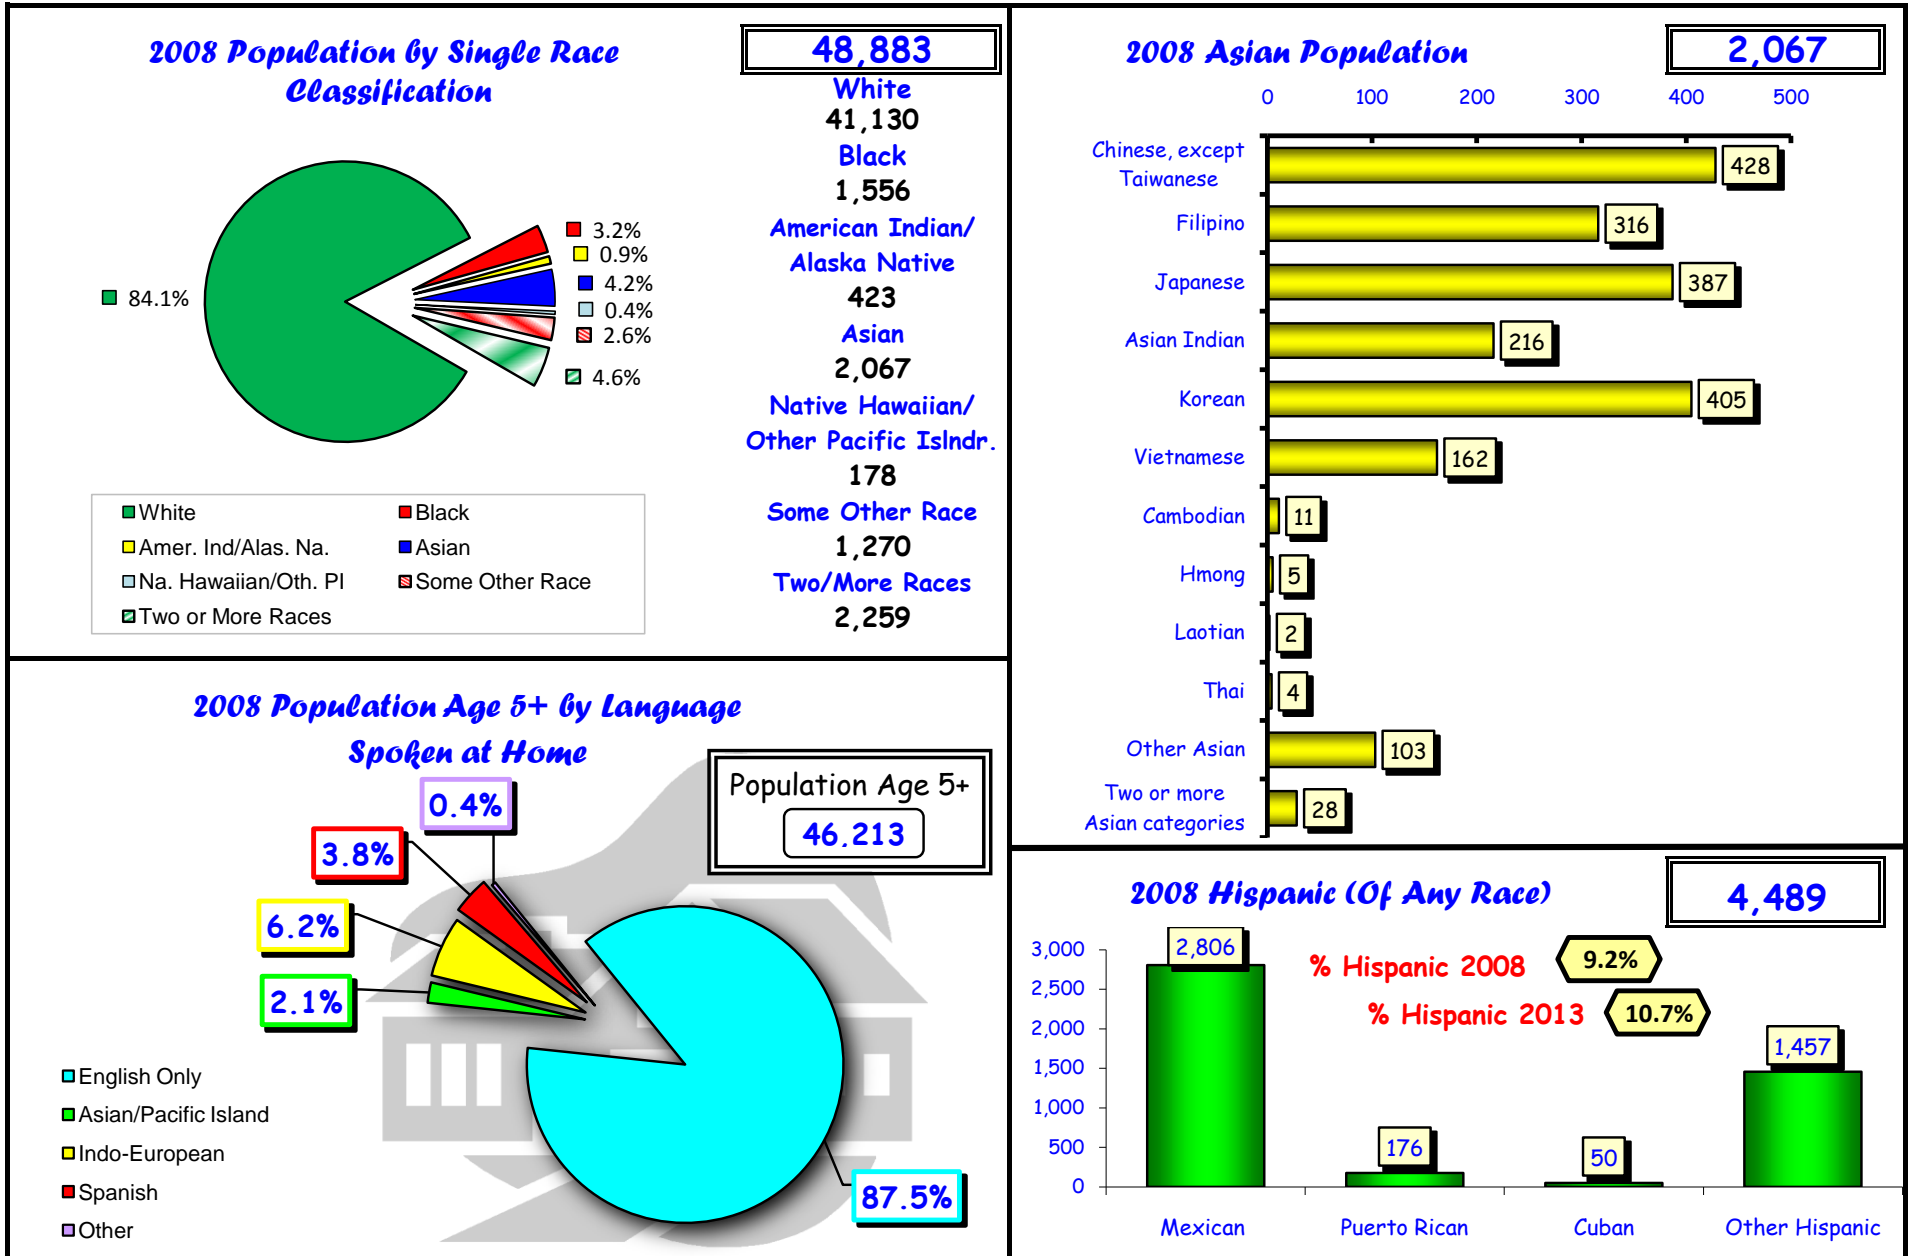 2008 Population by Single Race
Classification
48,883
White
41,130
Black
1,556
American Indian/
Alaska Native
423
Asian
2,067
Native Hawaiian/
Other Pacific Islndr.
178
Some Other Race
1,270
Two/More Races
2,259
84.1%
3.2%
0.9%
4.2%
0.4%
2.6%
4.6%
White
Black
Amer. Ind/Alas. Na.
Asian
Na. Hawaiian/Oth. PI
Some Other Race
Two or More Races
2008 Asian Population
2,067
0 100 200 300 400 500
Chinese, except
Taiwanese
428
Filipino
316
Japanese
387
Asian Indian
216
Korean
405
Vietnamese
162
Cambodian
11
Hmong
5
Laotian
2
Thai
4
Other Asian
103
Two or more
Asian categories
28
2008 Population Age 5+ by Language
Spoken at Home
Population Age 5+
46,213
0.4%
3.8%
6.2%
2.1%
87.5%
English Only
Asian/Pacific Island
Indo-European
Spanish
Other
2008 Hispanic (Of Any Race)
4,489
% Hispanic 2008
9.2%
% Hispanic 2013
10.7%
3,000
2,500
2,000
1,500
1,000
500
0
2,806
176
50
1,457
Mexican
Puerto Rican
Cuban
Other Hispanic